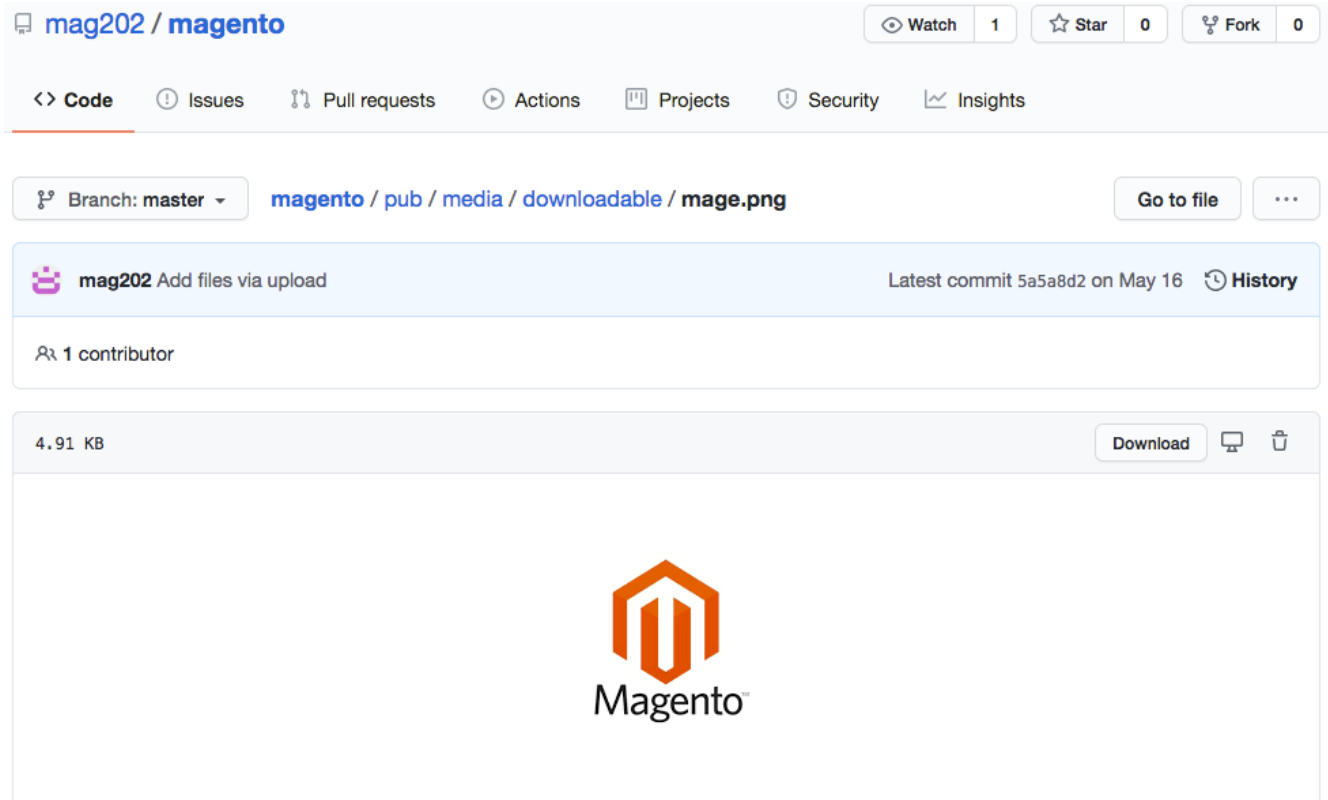 mag202 / magento
Watch 1 Star 0 Fork 0
Code Issues Pull requests Actions Projects Security Insights
Branch: master magento / pub / media / downloadable / mage.png Go to file ...
mag202 Add files via upload Latest commit 5a5a8d2 on May 16 History
1 contributor
4.91 KB Download
Magento™